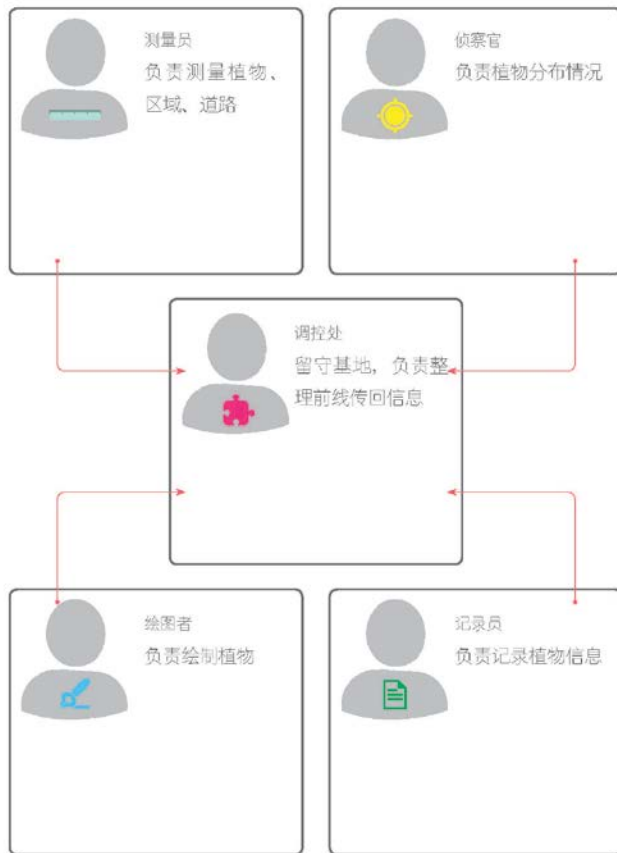 测量员
负责测量植物、
区域、道路
侦察官
负责植物分布情况
调控处
留守基地，负责整
理前线传回信息
绘图者
负责绘制植物
记录员
负责记录植物信息